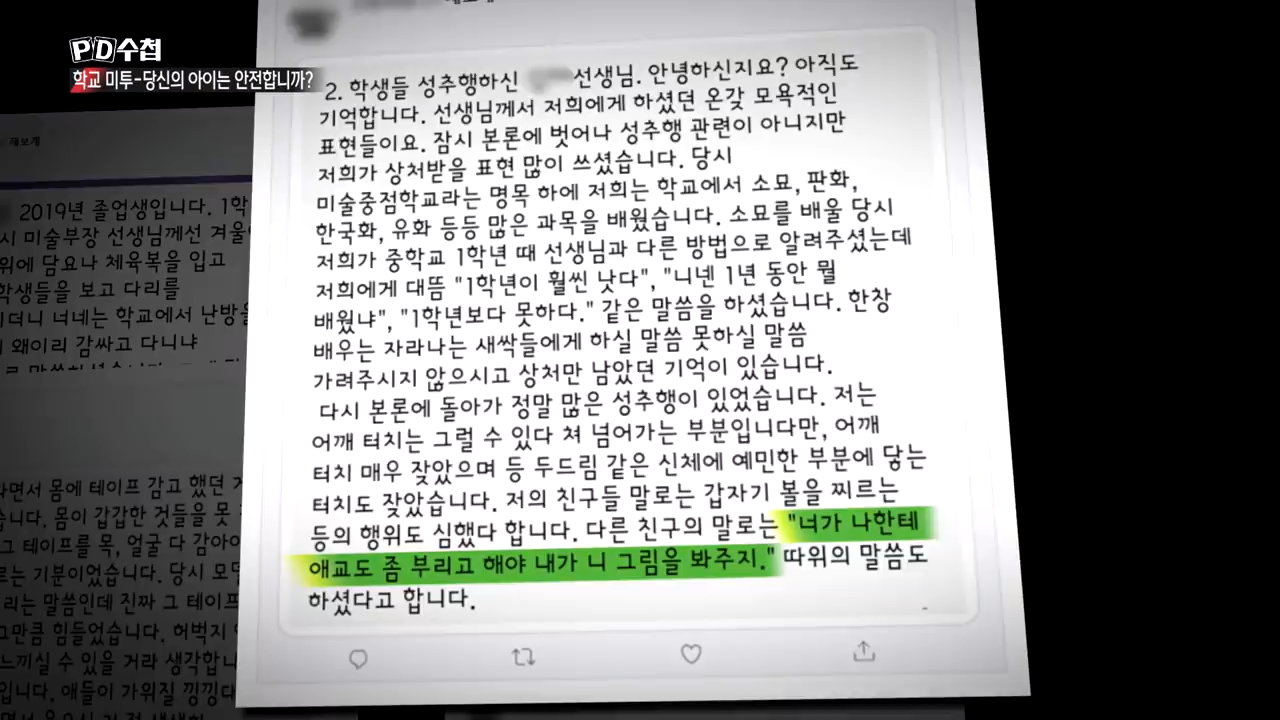 PD수첩
학교 미투-당신의 아이는 안전합니까?
제보계
2. 학생들 성추행하신 선생님. 안녕하신지요? 아직도
기억합니다. 선생님께서 저희에게 하셨던 온갖 모욕적인
표현들이요. 잠시 본론에 벗어나 성추행 관련이 아니지만
저희가 상처받을 표현 많이 쓰셨습니다. 당시
미술중점학교라는 명목 하에 저희는 학교에서 소묘, 판화,
한국화, 유화 등등 많은 과목을 배웠습니다. 소묘를 배울 당시
저희가 중학교 1학년 때 선생님과 다른 방법으로 알려주셨는데
저희에게 대뜸 "1학년이 훨씬 낫다", "니넨 1년 동안 뭘
배웠냐", "1학년보다 못하다." 같은 말씀을 하셨습니다. 한창
배우는 자라나는 새싹들에게 하실 말씀 못하실 말씀
가려주시지 않으시고 상처만 남았던 기억이 있습니다.
다시 본론에 돌아가 정말 많은 성추행이 있었습니다. 저는
어깨 터치는 그럴 수 있다 쳐 넘어가는 부분입니다만, 어깨
터치 매우 잦았으며 등 두드림 같은 신체에 예민한 부분에 닿는
터치도 잦았습니다. 저의 친구들 말로는 갑자기 볼을 찌르는
등의 행위도 심했다 합니다. 다른 친구의 말로는 "너가 나한테
애교도 좀 부리고 해야 내가 니 그림을 봐주지." 따위의 말씀도
하셨다고 합니다.
2019년 졸업생입니다. 1학
시 미술부장 선생님께선 겨울
위에 담요나 체육복을 입고
학생들을 보고 다리를
더니 너네는 학교에서 난방을
왜이리 감싸고 다니냐
면서 몸에 테이프 감고 했던
니다. 몸이 갑갑한 것들을 못
그 테이프를 목, 얼굴 다 감아
르는 기분이었습니다. 당시 모델
리는 말씀인데 진짜 그 테이프
그만큼 힘들었습니다. 허벅지
느끼실 수 있을 거라 생각합니
입니다. 애들이 가위질 낑낑대